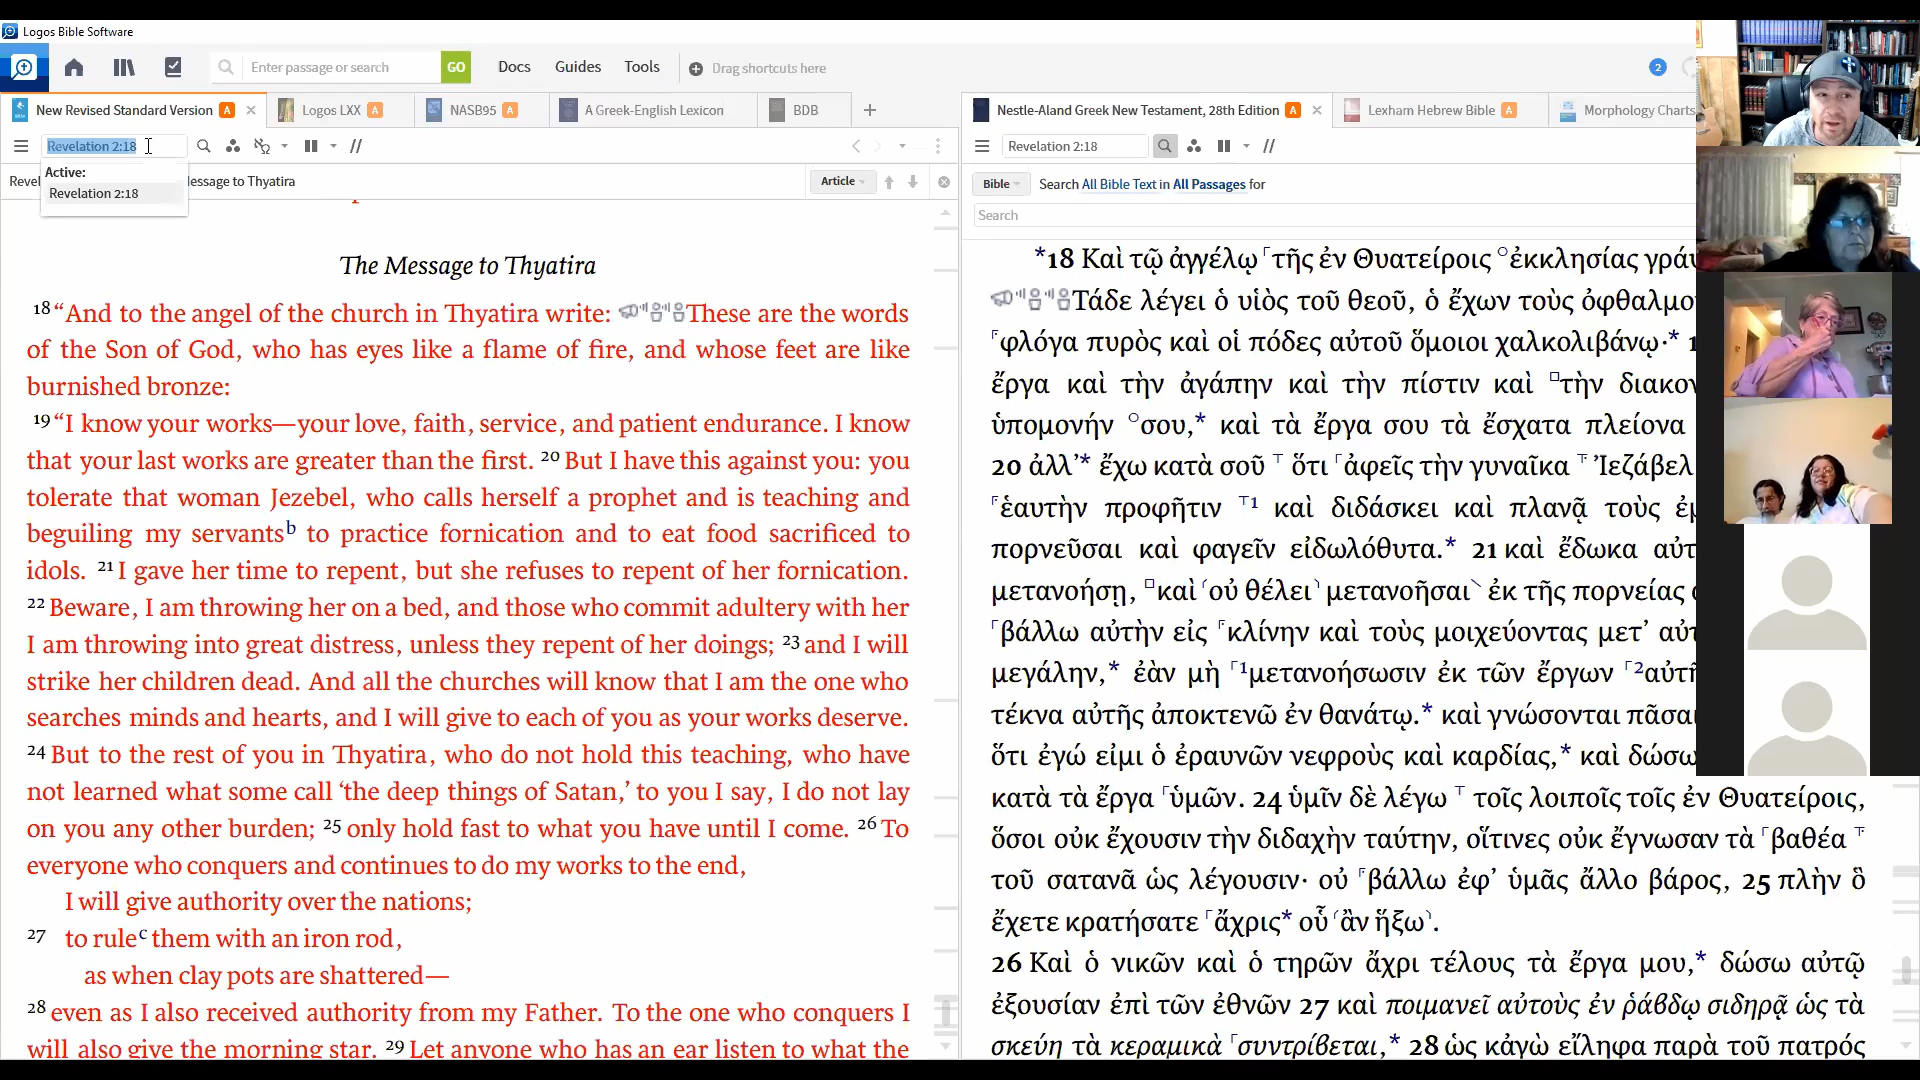 Logos Bible Software
Enter passage or search
GO
Docs
Guides
Tools
Drag shortcuts here
2
New Revised Standard Version A
Logos LXX A
NASB95 A
A Greek-English Lexicon
BDB
Revelation 2:18
Active:
Revelation 2:18
Revel
Message to Thyatira
Article
The Message to Thyatira
18 “And to the angel of the church in Thyatira write: These are the words
of the Son of God, who has eyes like a flame of fire, and whose feet are like
burnished bronze:
19 “I know your works—your love, faith, service, and patient endurance. I know
that your last works are greater than the first. 20 But I have this against you: you
tolerate that woman Jezebel, who calls herself a prophet and is teaching and
beguiling my servants b to practice fornication and to eat food sacrificed to
idols. 21 I gave her time to repent, but she refuses to repent of her fornication.
22 Beware, I am throwing her on a bed, and those who commit adultery with her
I am throwing into great distress, unless they repent of her doings; 23 and I will
strike her children dead. And all the churches will know that I am the one who
searches minds and hearts, and I will give to each of you as your works deserve.
24 But to the rest of you in Thyatira, who do not hold this teaching, who have
not learned what some call ‘the deep things of Satan,’ to you I say, I do not lay
on you any other burden; 25 only hold fast to what you have until I come. 26 To
everyone who conquers and continues to do my works to the end,
I will give authority over the nations;
27 to rule c them with an iron rod,
as when clay pots are shattered—
28 even as I also received authority from my Father. To the one who conquers I
will also give the morning star. 29 Let anyone who has an ear listen to what the
Nestle-Aland Greek New Testament, 28th Edition A
Lexham Hebrew Bible A
Morphology Charts
Revelation 2:18
Bible
Search All Bible Text in All Passages for
Search
*18 Καὶ τῷ ἀγγέλῳ ⸀τῆς ἐν Θυατείροις ⸰ἐκκλησίας γράψ
Τάδε λέγει ὁ υἱὸς τοῦ θεοῦ, ὁ ἔχων τοὺς ὀφθαλμο
⸁φλόγα πυρὸς καὶ οἱ πόδες αὐτοῦ ὅμοιοι χαλκολιβάνῳ·* 1
ἔργα καὶ τὴν ἀγάπην καὶ τὴν πίστιν καὶ ⸋τὴν διακον
ὑπομονήν ⸰σου,* καὶ τὰ ἔργα σου τὰ ἔσχατα πλείονα
20 ἀλλ’* ἔχω κατὰ σοῦ ⸆ ὅτι ⸀ἀφεῖς τὴν γυναῖκα ⸇ Ἰεζάβελ
⸁ἑαυτὴν προφῆτιν ⸆1 καὶ διδάσκει καὶ πλανᾷ τοὺς ἐμ
πορνεῦσαι καὶ φαγεῖν εἰδωλόθυτα.* 21 καὶ ἔδωκα αὐτ
μετανοήσῃ, ⸋καὶ ⸂οὐ θέλει⸃ μετανοῆσαι⸌ ἐκ τῆς πορνείας
⸀βάλλω αὐτὴν εἰς ⸀κλίνην καὶ τοὺς μοιχεύοντας μετ’ αὐτ
μεγάλην,* ἐὰν μὴ ⸀1μετανοήσωσιν ἐκ τῶν ἔργων ⸀2αὐτῆ
τέκνα αὐτῆς ἀποκτενῶ ἐν θανάτῳ.* καὶ γνώσονται πᾶσαι
ὅτι ἐγώ εἰμι ὁ ἐραυνῶν νεφροὺς καὶ καρδίας,* καὶ δώσω
κατὰ τὰ ἔργα ⸀ὑμῶν. 24 ὑμῖν δὲ λέγω ⸆ τοῖς λοιποῖς τοῖς ἐν Θυατείροις,
ὅσοι οὐκ ἔχουσιν τὴν διδαχὴν ταύτην, οἵτινες οὐκ ἔγνωσαν τὰ ⸀βαθέα ⸇
τοῦ σατανᾶ ὡς λέγουσιν· οὐ ⸁βάλλω ἐφ’ ὑμᾶς ἄλλο βάρος, 25 πλὴν ὃ
ἔχετε κρατήσατε ⸀ἄχρις* οὗ ⸂ἂν ἥξω⸃.
26 Καὶ ὁ νικῶν καὶ ὁ τηρῶν ἄχρι τέλους τὰ ἔργα μου,* δώσω αὐτῷ
ἐξουσίαν ἐπὶ τῶν ἐθνῶν 27 καὶ ποιμανεῖ αὐτοὺς ἐν ῥάβδῳ σιδηρᾷ ὡς τὰ
σκεύη τὰ κεραμικὰ ⸀συντρίβεται,* 28 ὡς κἀγὼ εἴληφα παρὰ τοῦ πατρός